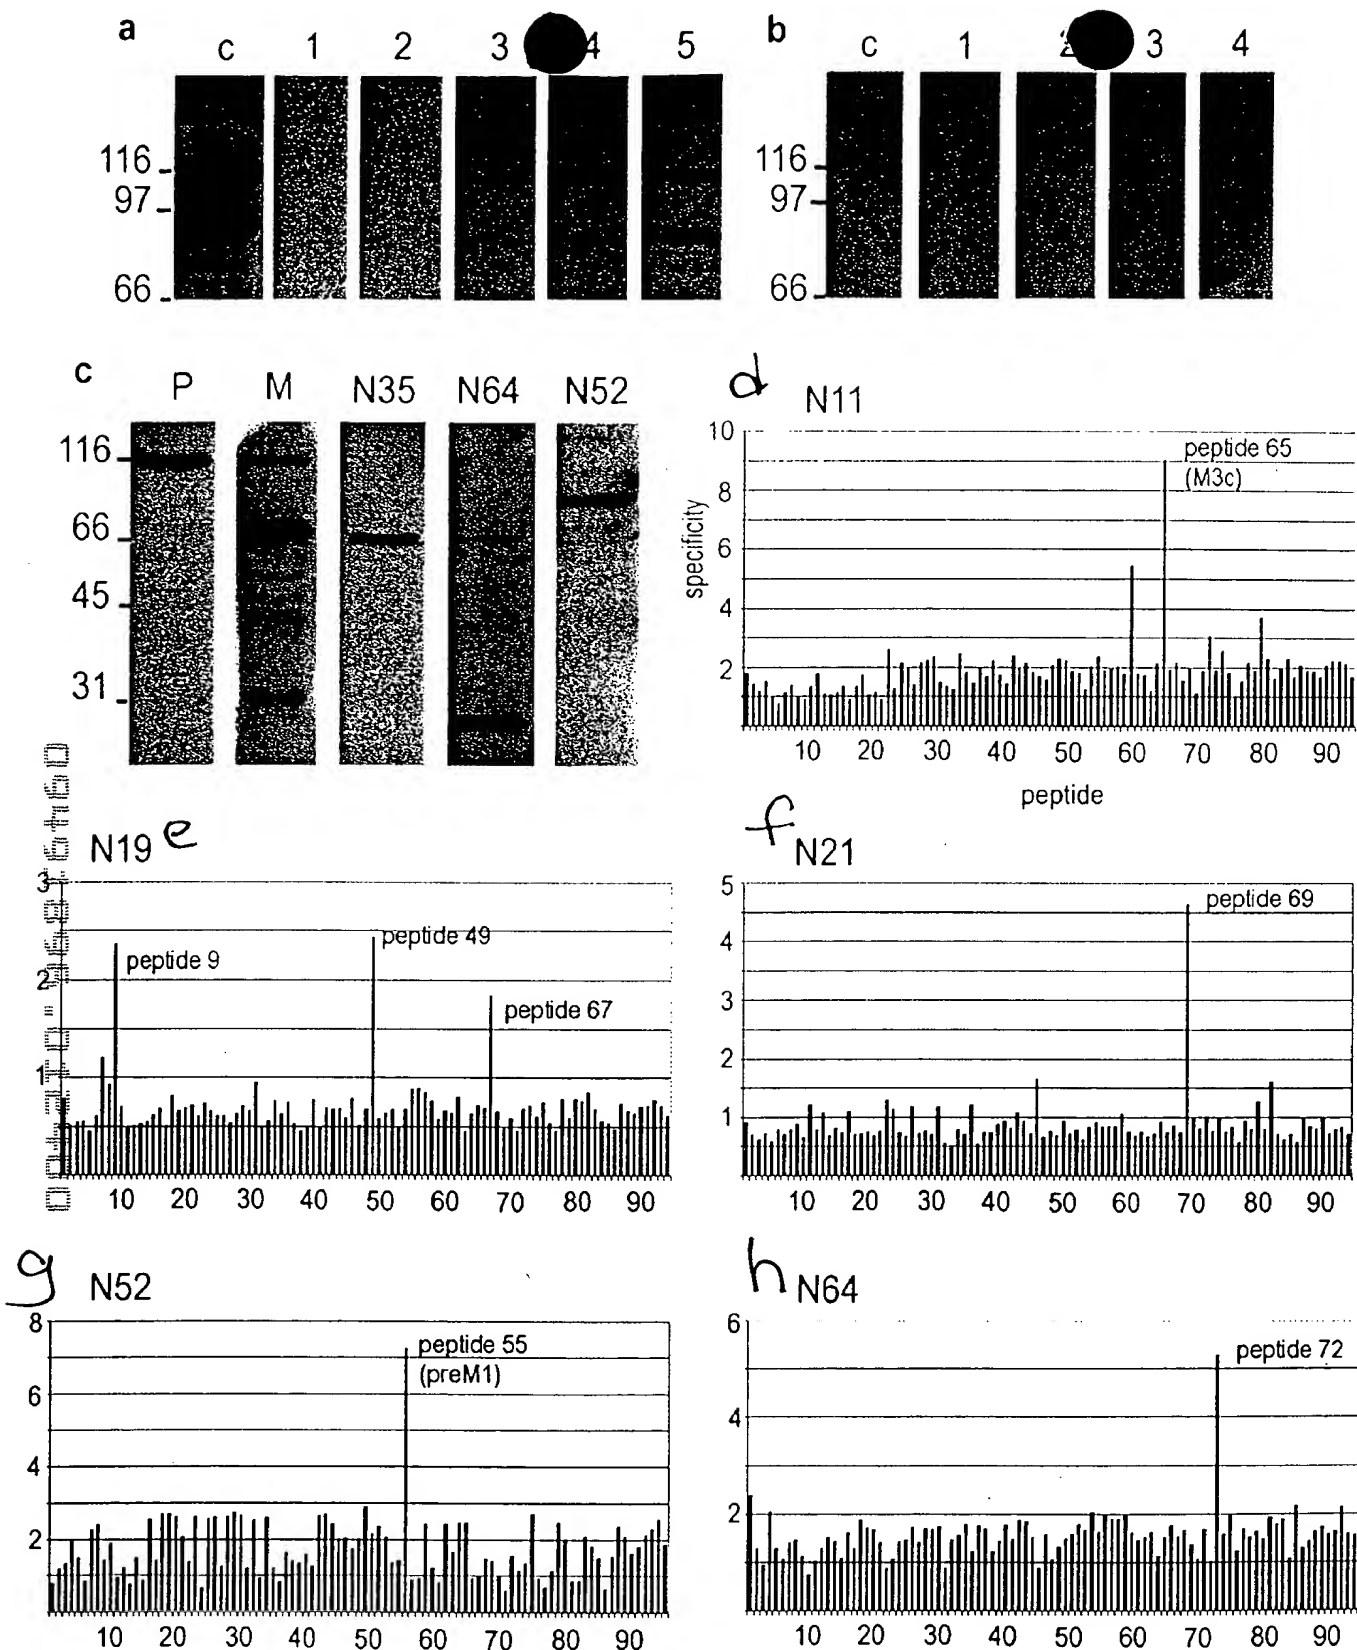 a
c 1 2 3 4 5
116
97
66
b
c 1 2 3 4
116
97
66
c
P M N35 N64 N52
116
66
45
31
d
N11
10
8
6
4
2
specificity
peptide 65
(M3c)
10 20 30 40 50 60 70 80 90
peptide
N19 e
3
2
1
peptide 9
peptide 49
peptide 67
10 20 30 40 50 60 70 80 90
f
N21
5
4
3
2
1
peptide 69
10 20 30 40 50 60 70 80 90
g
N52
8
6
4
2
peptide 55
(preM1)
10 20 30 40 50 60 70 80 90
h
N64
6
4
2
peptide 72
10 20 30 40 50 60 70 80 90